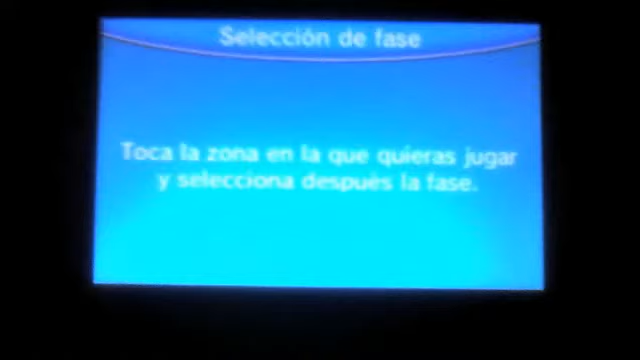 Selección de fase
Toca la zona en la que quieras jugar
y selecciona después la fase.